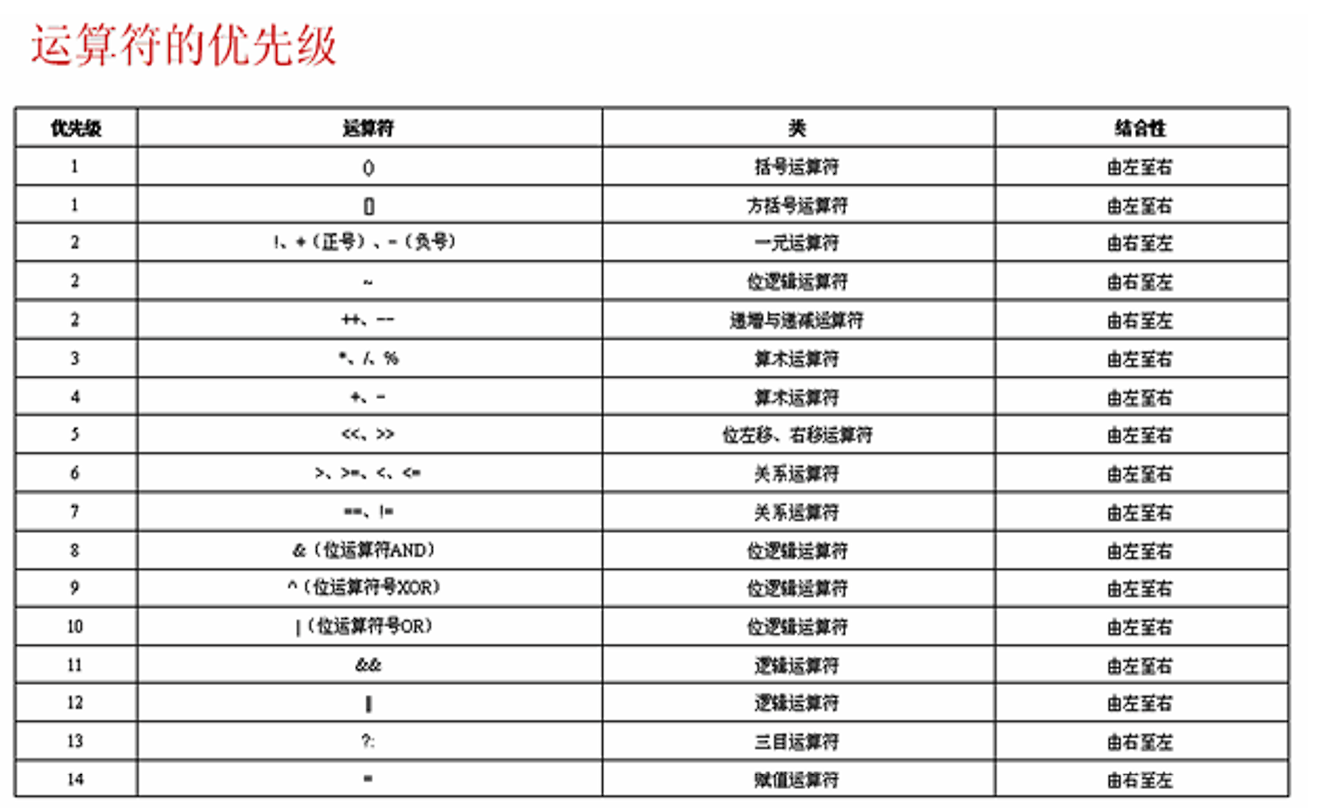 运算符的优先级
优先级 运算符 类 结合性
1 () 括号运算符 由左至右
1 [] 方括号运算符 由左至右
2 !、+（正号）、-（负号） 一元运算符 由右至左
2 ~ 位逻辑运算符 由右至左
2 ++、-- 递增与递减运算符 由右至左
3 *、/、% 算术运算符 由左至右
4 +、- 算术运算符 由左至右
5 <<、>> 位左移、右移运算符 由左至右
6 >、>=、<、<= 关系运算符 由左至右
7 ==、!= 关系运算符 由左至右
8 &（位运算符AND） 位逻辑运算符 由左至右
9 ^（位运算符号XOR） 位逻辑运算符 由左至右
10 |（位运算符号OR） 位逻辑运算符 由左至右
11 && 逻辑运算符 由左至右
12 || 逻辑运算符 由左至右
13 ?: 三目运算符 由右至左
14 = 赋值运算符 由右至左